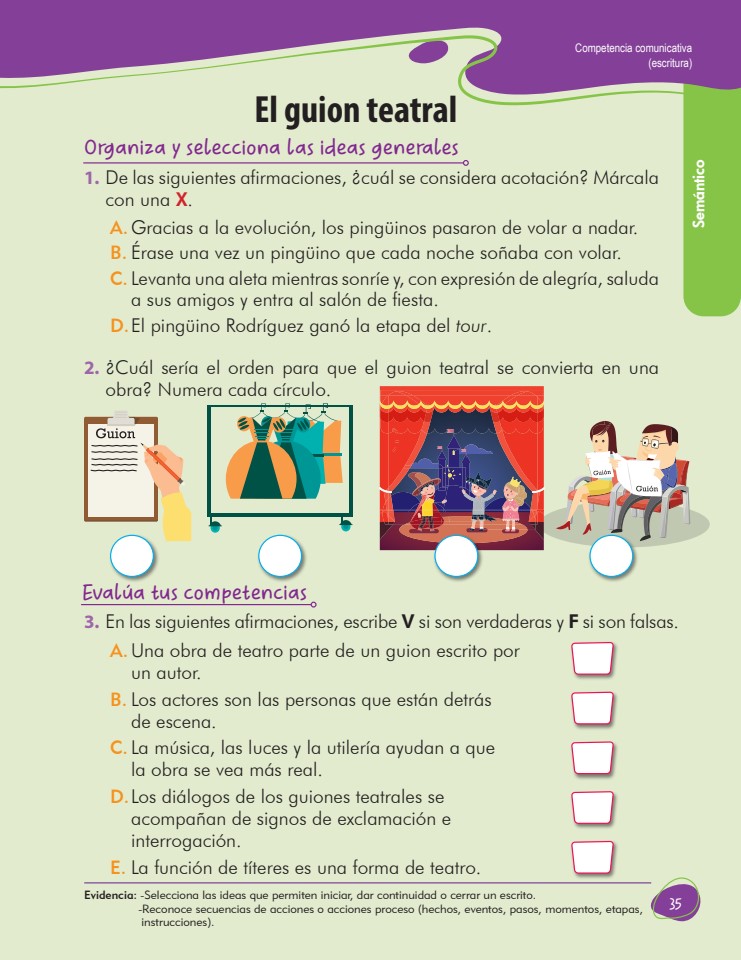 Competencia comunicativa
(escritura)
El guion teatral
Organiza y selecciona las ideas generales
Semántico
1. De las siguientes afirmaciones, ¿cuál se considera acotación? Márcala
con una X.
A. Gracias a la evolución, los pingüinos pasaron de volar a nadar.
B. Érase una vez un pingüino que cada noche soñaba con volar.
C. Levanta una aleta mientras sonríe y, con expresión de alegría, saluda
a sus amigos y entra al salón de fiesta.
D. El pingüino Rodríguez ganó la etapa del tour.
2. ¿Cuál sería el orden para que el guion teatral se convierta en una
obra? Numera cada círculo.
Guion
Guión
Guión
Evalúa tus competencias
3. En las siguientes afirmaciones, escribe V si son verdaderas y F si son falsas.
A. Una obra de teatro parte de un guion escrito por
un autor.
B. Los actores son las personas que están detrás
de escena.
C. La música, las luces y la utilería ayudan a que
la obra se vea más real.
D. Los diálogos de los guiones teatrales se
acompañan de signos de exclamación e
interrogación.
E. La función de títeres es una forma de teatro.
Evidencia: -Selecciona las ideas que permiten iniciar, dar continuidad o cerrar un escrito.
-Reconoce secuencias de acciones o acciones proceso (hechos, eventos, pasos, momentos, etapas,
instrucciones).
35